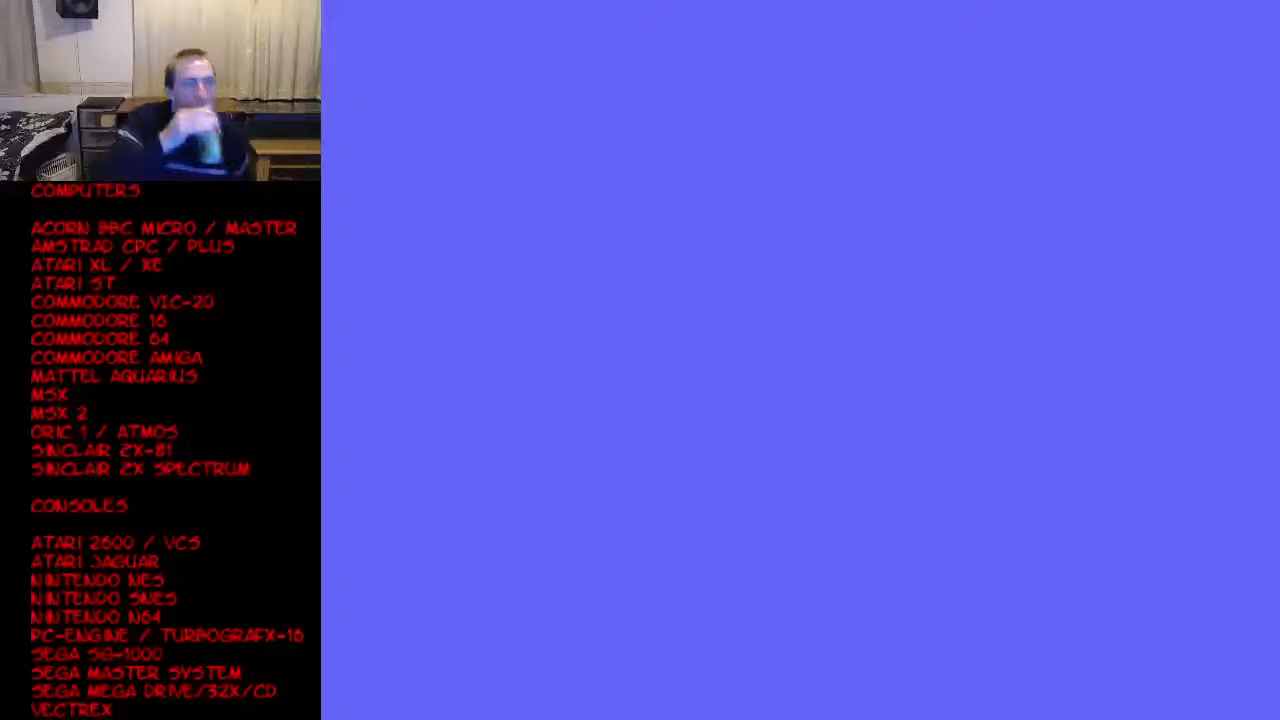 COMPUTERS
ACORN BBC MICRO / MASTER
AMSTRAD CPC / PLUS
ATARI XL / XE
ATARI ST
COMMODORE VIC-20
COMMODORE 16
COMMODORE 64
COMMODORE AMIGA
MATTEL AQUARIUS
MSX
MSX 2
ORIC 1 / ATMOS
SINCLAIR ZX-81
SINCLAIR ZX SPECTRUM
CONSOLES
ATARI 2600 / VCS
ATARI JAGUAR
NINTENDO NES
NINTENDO SNES
NINTENDO N64
PC-ENGINE / TURBOGRAFX-16
SEGA SG-1000
SEGA MASTER SYSTEM
SEGA MEGA DRIVE/32X/CD
VECTREX